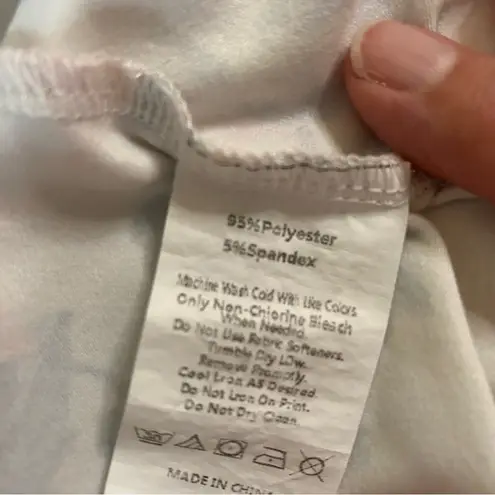 95%Polyester
5%Spandex
Machine Wash Cold With Like Colors
Only Non-Chlorine Bleach
When Needed.
Do Not Use Fabric Softeners.
Tumble Dry LOw.
Remove Promptly.
Cool Lron AS Desired.
Do Not Lron On Print.
Do Not Dry Clean.
MADE IN CHINA